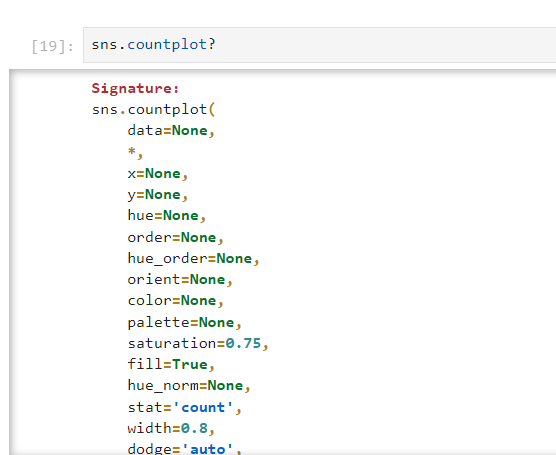 [19]: sns.countplot?
Signature:
sns.countplot(
    data=None,
    *,
    x=None,
    y=None,
    hue=None,
    order=None,
    hue_order=None,
    orient=None,
    color=None,
    palette=None,
    saturation=0.75,
    fill=True,
    hue_norm=None,
    stat='count',
    width=0.8,
    dodge='auto',